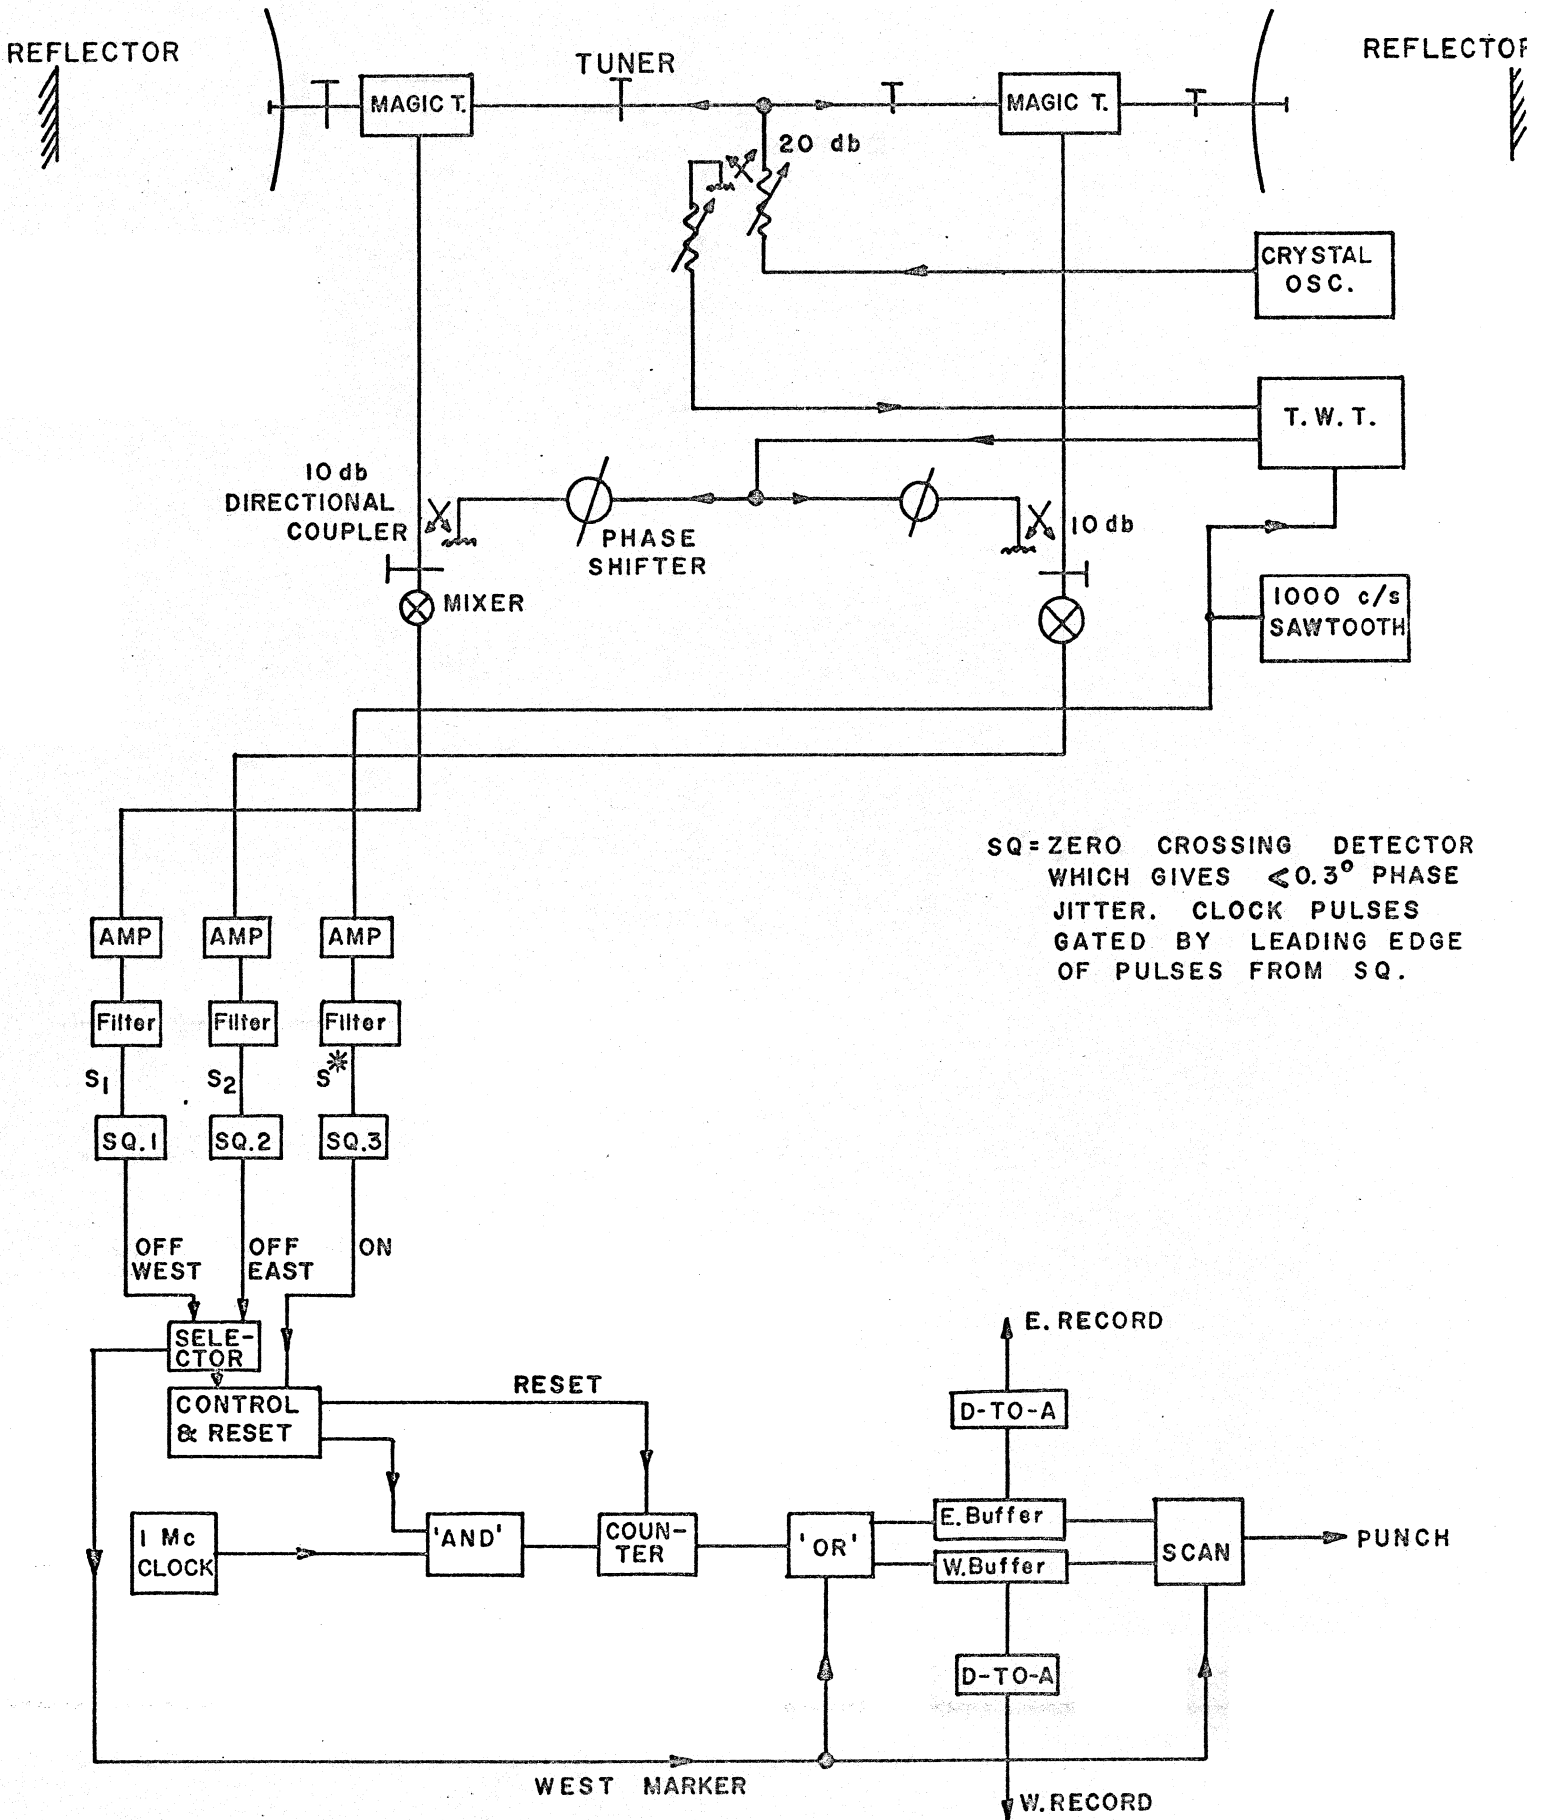 REFLECTOR
TUNER
REFLECTOR
MAGIC T.
MAGIC T.
20 db
CRYSTAL
OSC.
T. W. T.
10 db
DIRECTIONAL
COUPLER
PHASE
SHIFTER
10 db
MIXER
1000 c/s
SAWTOOTH
SQ = ZERO CROSSING DETECTOR
WHICH GIVES ⩽0.3° PHASE
JITTER. CLOCK PULSES
GATED BY LEADING EDGE
OF PULSES FROM SQ.
AMP
AMP
AMP
Filter
Filter
Filter
S1
S2
S*
SQ.1
SQ.2
SQ.3
OFF
WEST
OFF
EAST
ON
SELE-
CTOR
CONTROL
& RESET
RESET
E. RECORD
D-TO-A
1 Mc
CLOCK
'AND'
COUN-
TER
'OR'
E. Buffer
W. Buffer
SCAN
PUNCH
D-TO-A
WEST MARKER
W. RECORD